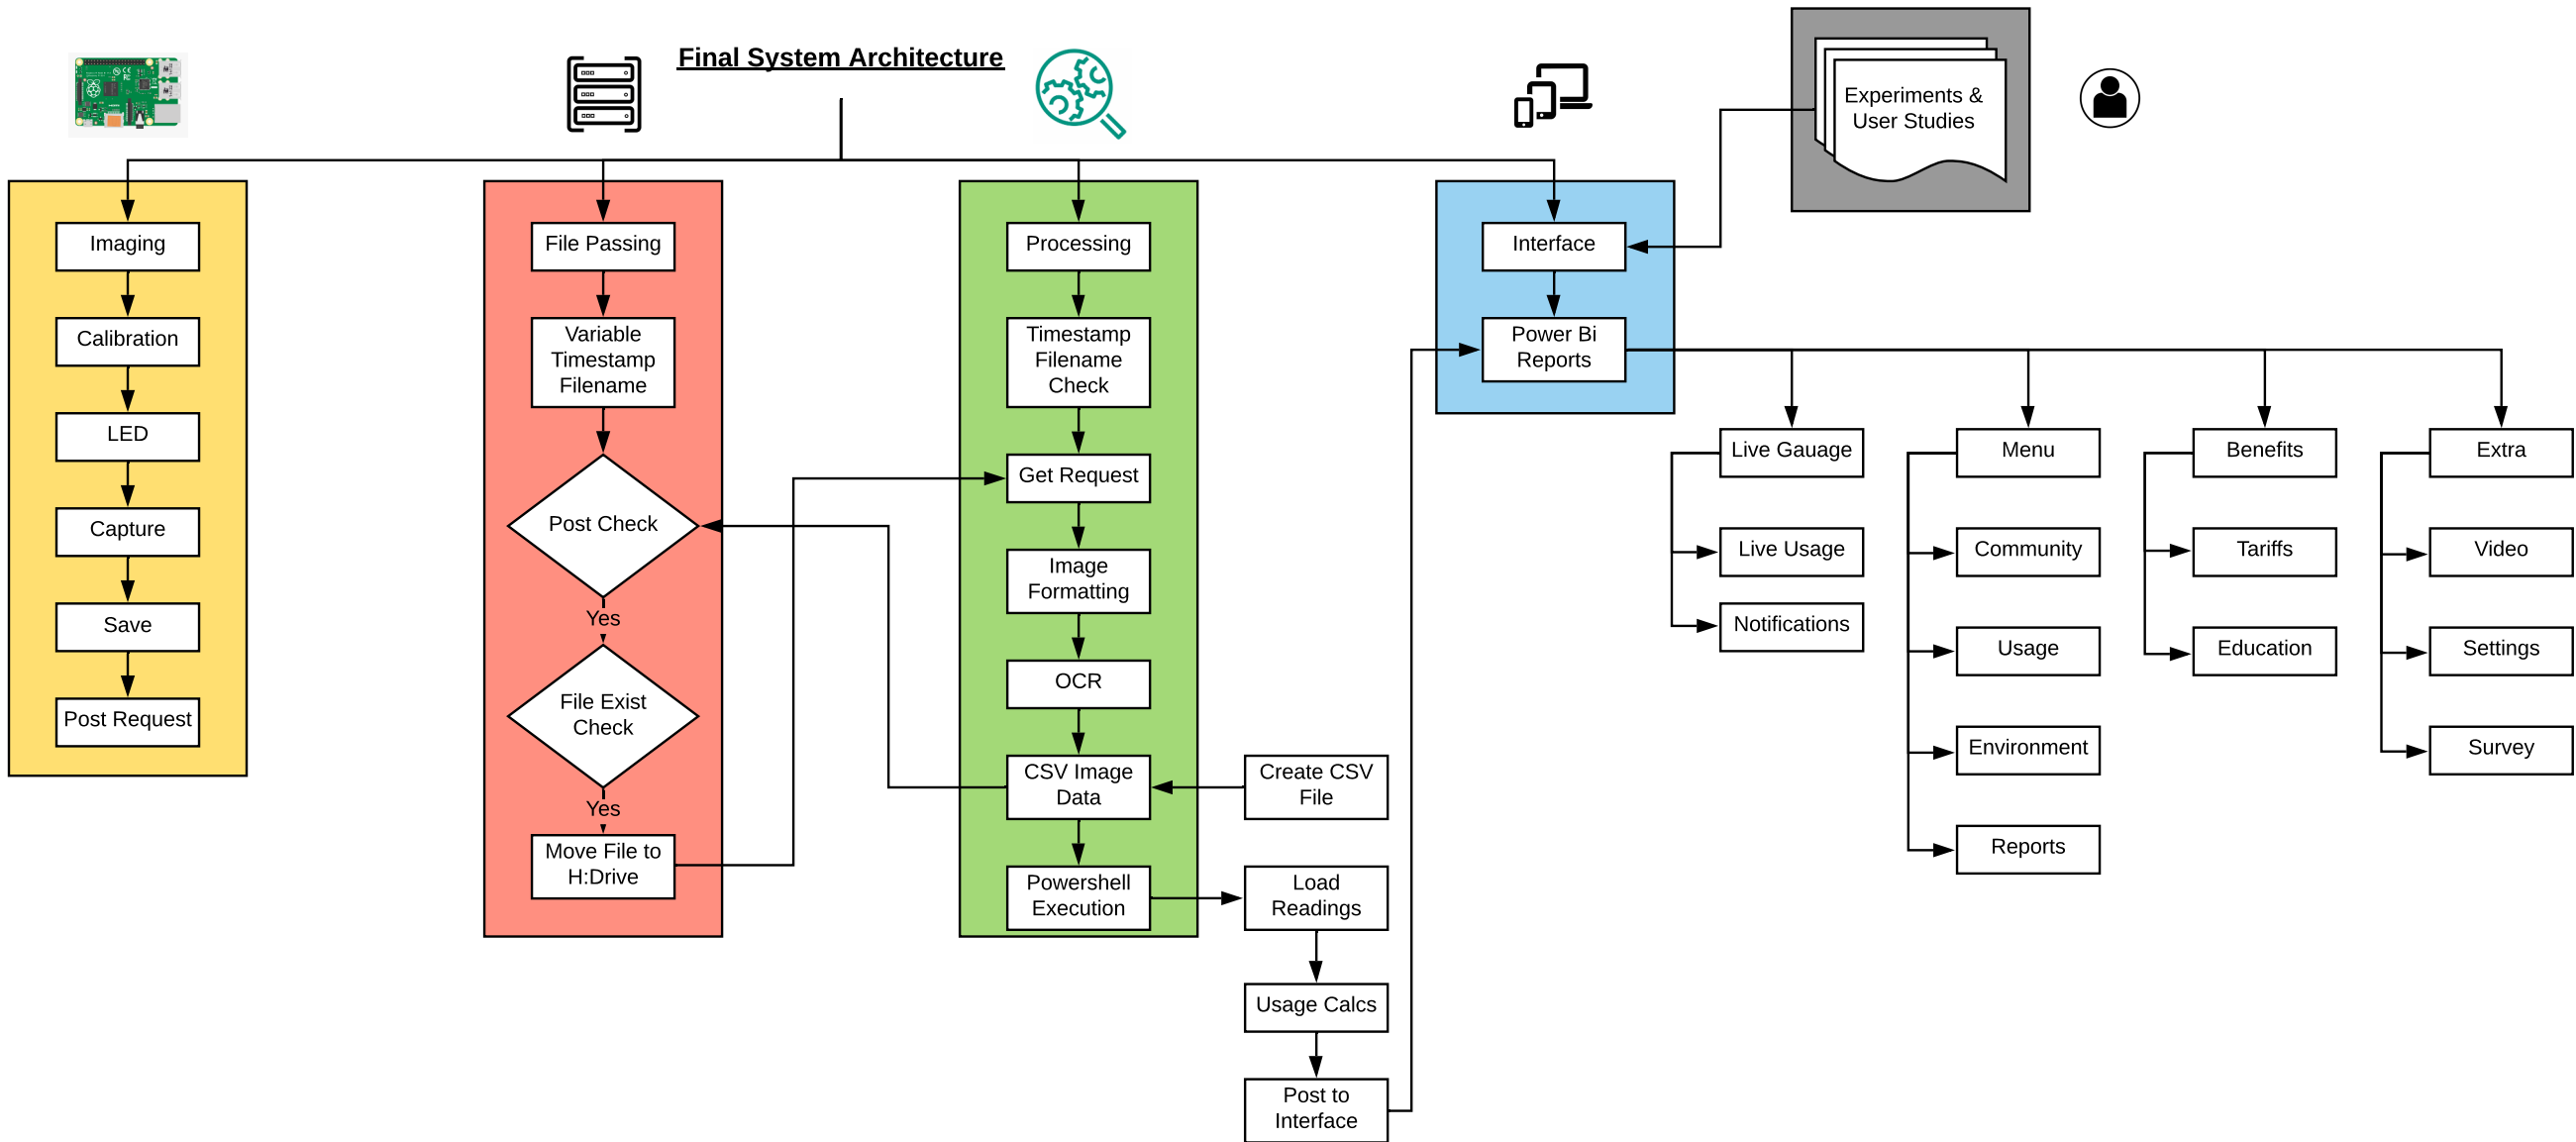 Final System Architecture
Experiments &
User Studies
Imaging
Calibration
LED
Capture
Save
Post Request
File Passing
Variable
Timestamp
Filename
Post Check
Yes
File Exist
Check
Yes
Move File to
H:Drive
Processing
Timestamp
Filename
Check
Get Request
Image
Formatting
OCR
CSV Image
Data
Powershell
Execution
Create CSV
File
Load
Readings
Usage Calcs
Post to
Interface
Interface
Power Bi
Reports
Live Gauage
Live Usage
Notifications
Menu
Community
Usage
Environment
Reports
Benefits
Tariffs
Education
Extra
Video
Settings
Survey